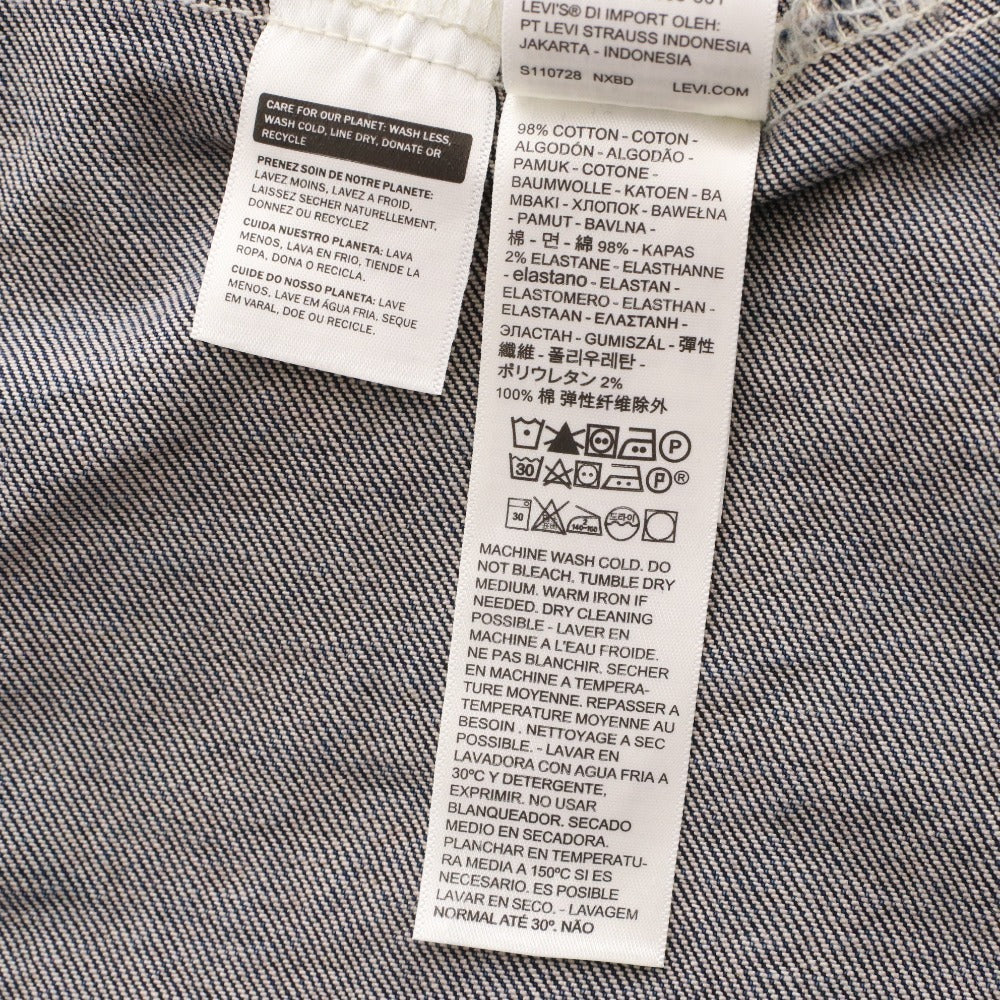 LEVI'S® DI IMPORT OLEH:
PT LEVI STRAUSS INDONESIA
JAKARTA - INDONESIA
S110728 NXBD LEVI.COM
CARE FOR OUR PLANET: WASH LESS,
WASH COLD, LINE DRY, DONATE OR
RECYCLE
PRENEZ SOIN DE NOTRE PLANETE:
LAVEZ MOINS, LAVEZ A FROID,
LAISSEZ SECHER NATURELLEMENT,
DONNEZ OU RECYCLEZ
CUIDA NUESTRO PLANETA: LAVA
MENOS, LAVA EN FRIO, TIENDE LA
ROPA, DONA O RECICLA.
CUIDE DO NOSSO PLANETA: LAVE
MENOS, LAVE EM ÁGUA FRIA. SEQUE
EM VARAL, DOE OU RECICLE.
98% COTTON - COTON -
ALGODÓN - ALGODÃO -
PAMUK - COTONE -
BAUMWOLLE - KATOEN - BA
MBAKI - ХЛОПОК - BAWEŁNA
- PAMUT - BAVLNA -
棉 - 면 - 綿 98% - KAPAS
2% ELASTANE - ELASTHANNE
- elastano - ELASTAN -
ELASTOMERO - ELASTHAN -
ELASTAAN - ΕΛΑΣΤΑΝΗ -
ЭЛАСТАН - GUMISZÁL - 彈性
纖維 - 폴리우레탄 -
ポリウレタン 2%
100% 棉 弹性纤维除外
P
30 P®
30 140-160 드라이
MACHINE WASH COLD. DO
NOT BLEACH. TUMBLE DRY
MEDIUM. WARM IRON IF
NEEDED. DRY CLEANING
POSSIBLE - LAVER EN
MACHINE A L'EAU FROIDE.
NE PAS BLANCHIR. SECHER
EN MACHINE A TEMPERA-
TURE MOYENNE. REPASSER A
TEMPERATURE MOYENNE AU
BESOIN . NETTOYAGE A SEC
POSSIBLE. - LAVAR EN
LAVADORA CON AGUA FRIA A
30ºC Y DETERGENTE,
EXPRIMIR. NO USAR
BLANQUEADOR. SECADO
MEDIO EN SECADORA.
PLANCHAR EN TEMPERATU-
RA MEDIA A 150ºC SI ES
NECESARIO. ES POSIBLE
LAVAR EN SECO. - LAVAGEM
NORMAL ATÉ 30º. NÃO